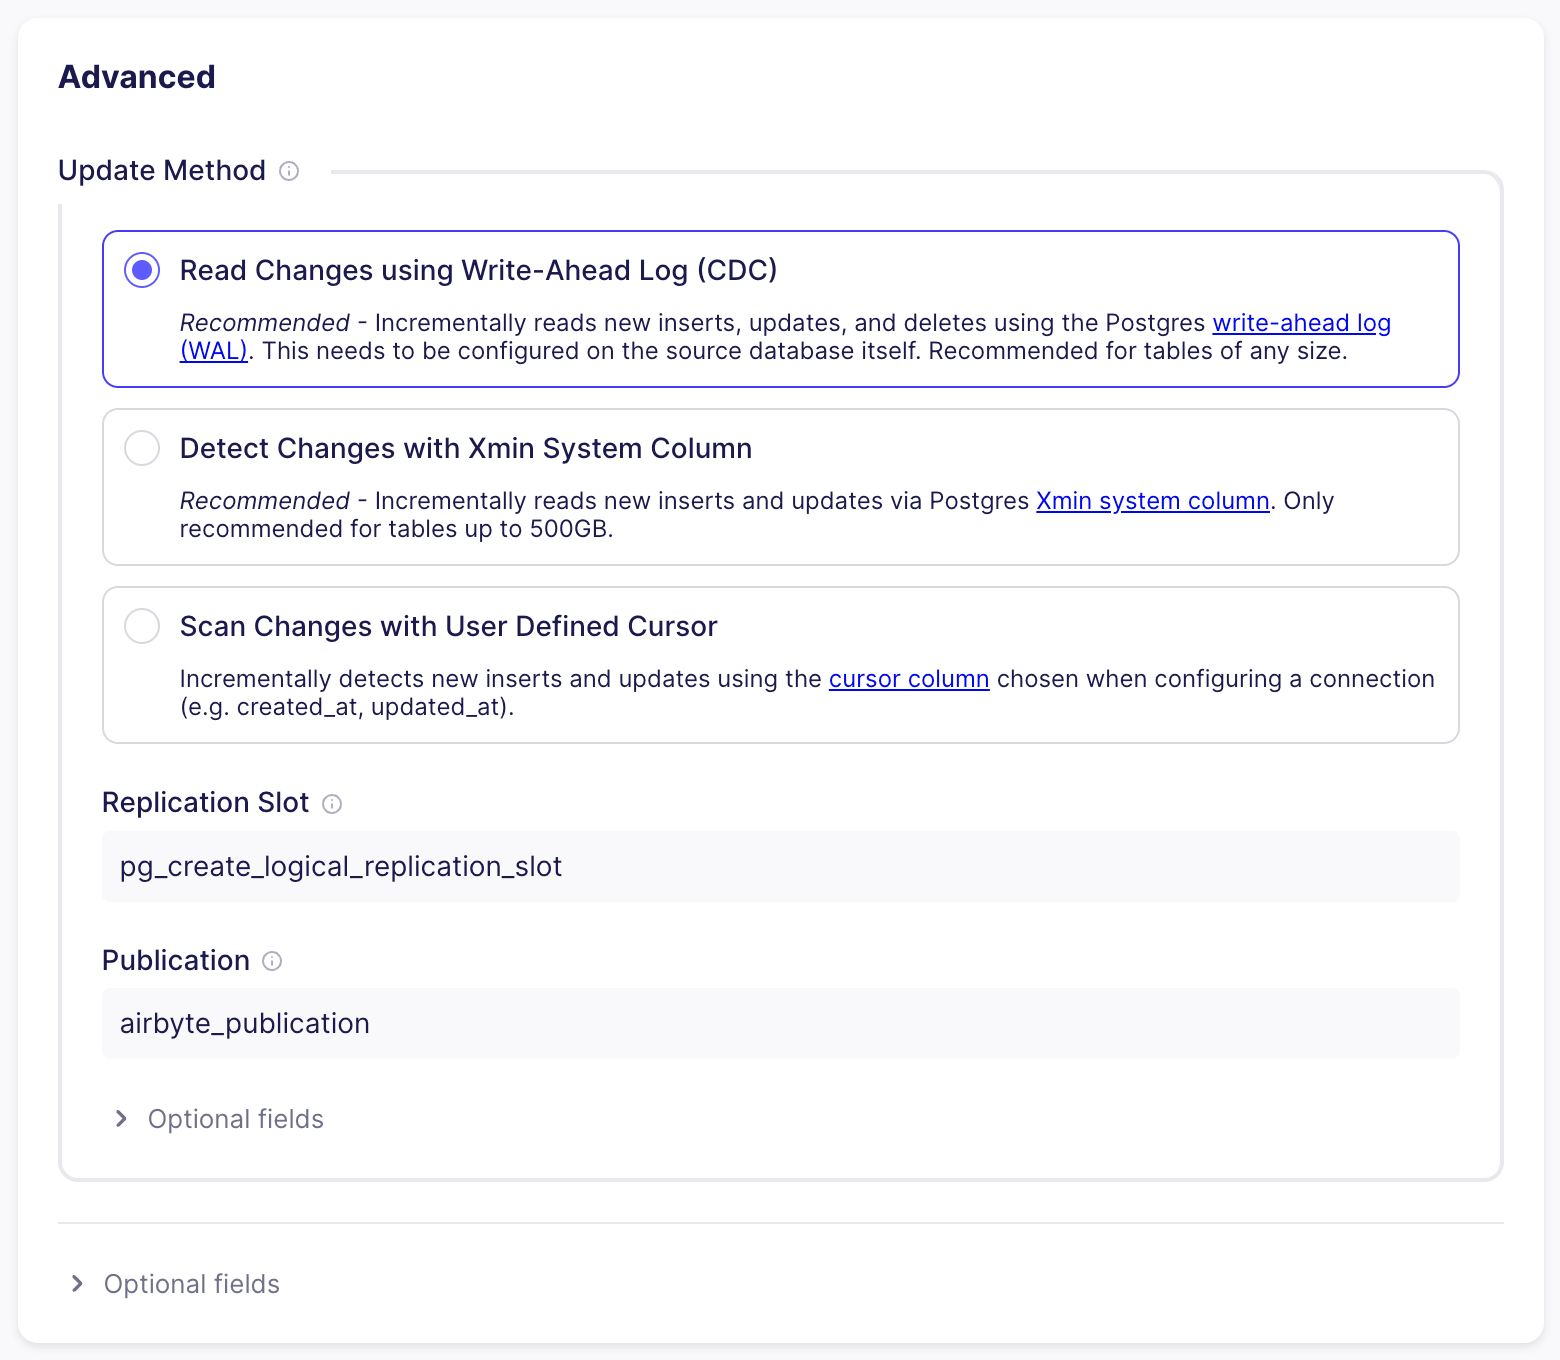 Advanced
Update Method
Read Changes using Write-Ahead Log (CDC)
Recommended - Incrementally reads new inserts, updates, and deletes using the Postgres write-ahead log
(WAL). This needs to be configured on the source database itself. Recommended for tables of any size.
Detect Changes with Xmin System Column
Recommended - Incrementally reads new inserts and updates via Postgres Xmin system column. Only
recommended for tables up to 500GB.
Scan Changes with User Defined Cursor
Incrementally detects new inserts and updates using the cursor column chosen when configuring a connection
(e.g. created_at, updated_at).
Replication Slot
pg_create_logical_replication_slot
Publication
airbyte_publication
Optional fields
Optional fields